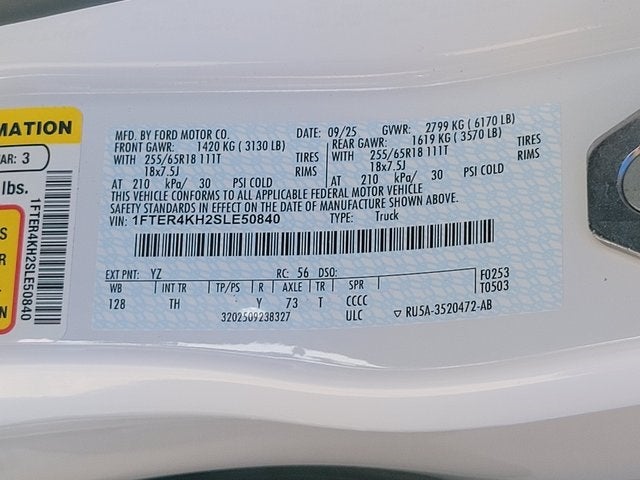 MATION
AR: 3
lbs.
1FTER4KH2SLE50840
MFD. BY FORD MOTOR CO. DATE: 09/25 GVWR: 2799 KG ( 6170 LB)
FRONT GAWR: 1420 KG ( 3130 LB) REAR GAWR: 1619 KG ( 3570 LB)
WITH 255/65R18 111T TIRES WITH 255/65R18 111T TIRES
18x7.5J RIMS 18x7.5J RIMS
AT 210 kPa/ 30 PSI COLD AT 210 kPa/ 30 PSI COLD
THIS VEHICLE CONFORMS TO ALL APPLICABLE FEDERAL MOTOR VEHICLE
SAFETY STANDARDS IN EFFECT ON THE DATE OF MANUFACTURE SHOWN ABOVE.
VIN: 1FTER4KH2SLE50840 TYPE: Truck
EXT PNT: YZ RC: 56 DSO: F0253
WB INT TR TP/PS R AXLE TR SPR T0503
128 TH Y 73 T CCCC
3202509238327 ULC ▽ RU5A-3520472-AB